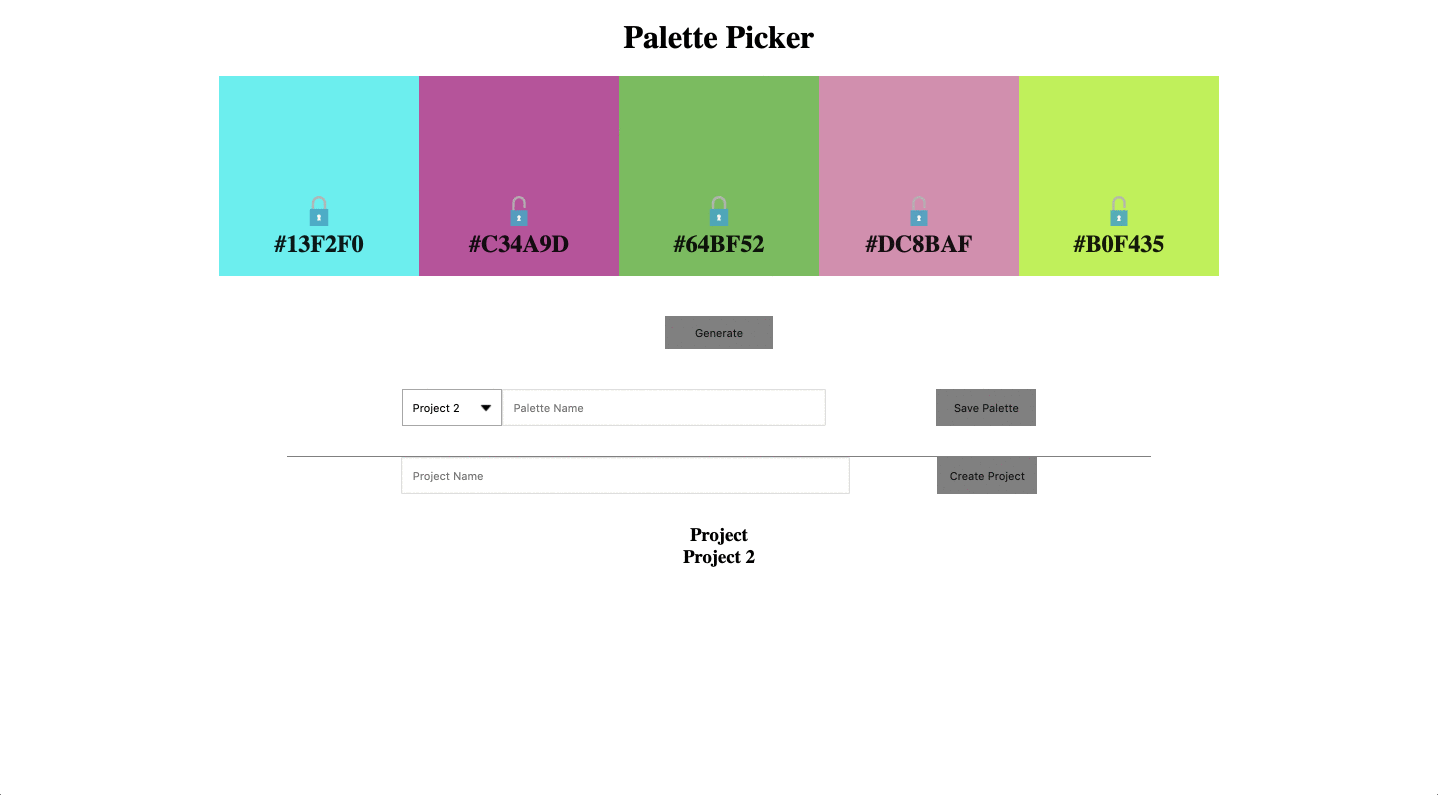 Palette Picker
#13F2F0 #C34A9D #64BF52 #DC8BAF #B0F435
Generate
Project 2 Palette Name Save Palette
Project Name Create Project
Project
Project 2